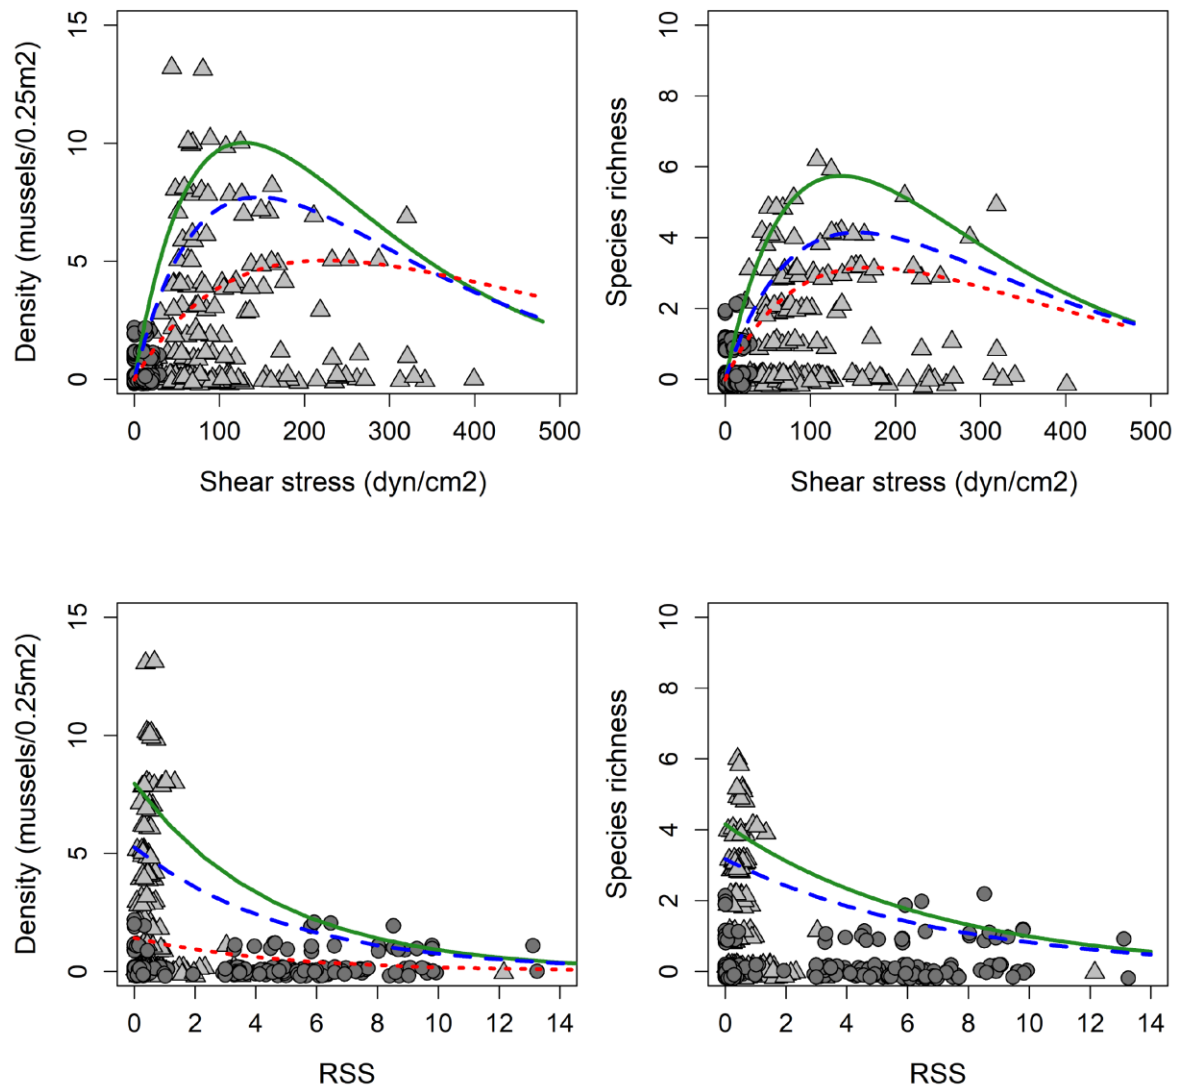 Density (mussels/0.25m2)
15
10
5
0
0 100 200 300 400 500
Shear stress (dyn/cm2)
Species richness
10
8
6
4
2
0
0 100 200 300 400 500
Shear stress (dyn/cm2)
Density (mussels/0.25m2)
15
10
5
0
0 2 4 6 8 10 12 14
RSS
Species richness
10
8
6
4
2
0
0 2 4 6 8 10 12 14
RSS